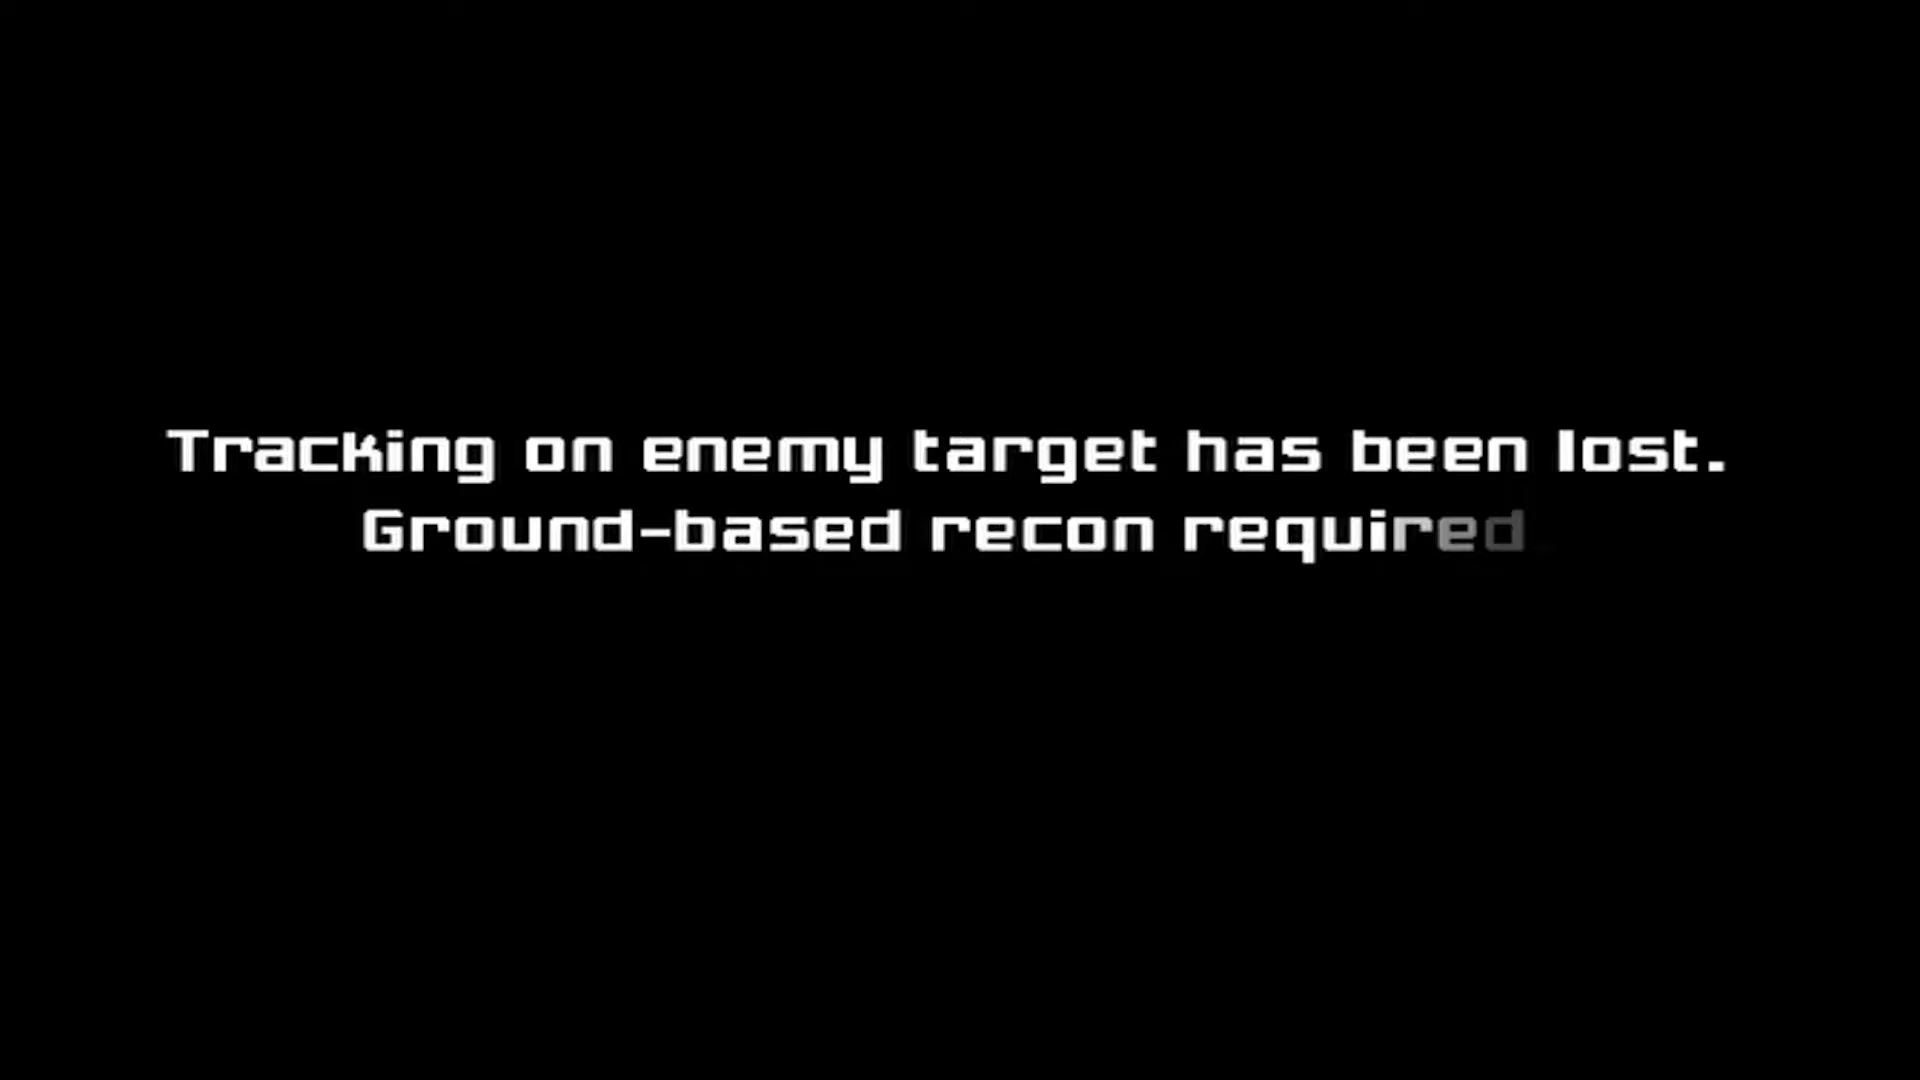 Tracking on enemy target has been lost.
Ground-based recon required